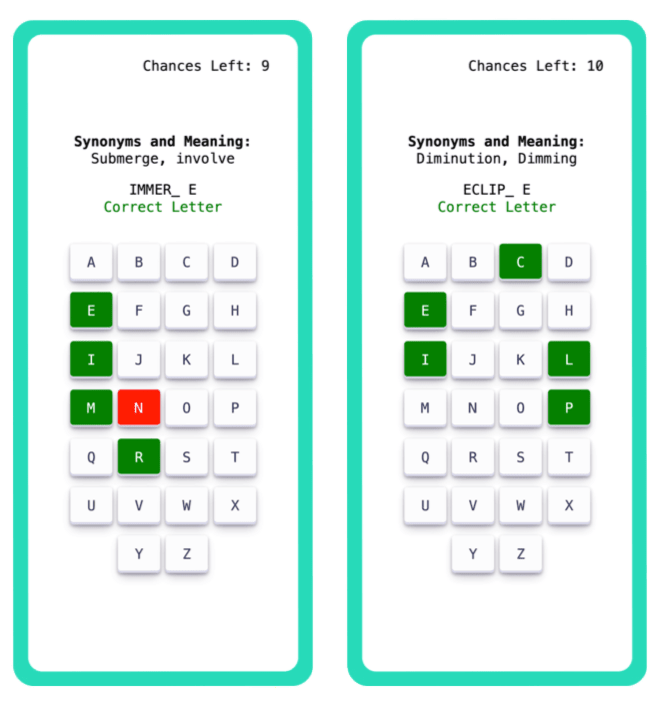 Chances Left: 9
Synonyms and Meaning:
Submerge, involve
IMMER_ E
Correct Letter
A B C D
E F G H
I J K L
M N O P
Q R S T
U V W X
Y Z
Chances Left: 10
Synonyms and Meaning:
Diminution, Dimming
ECLIP_ E
Correct Letter
A B C D
E F G H
I J K L
M N O P
Q R S T
U V W X
Y Z